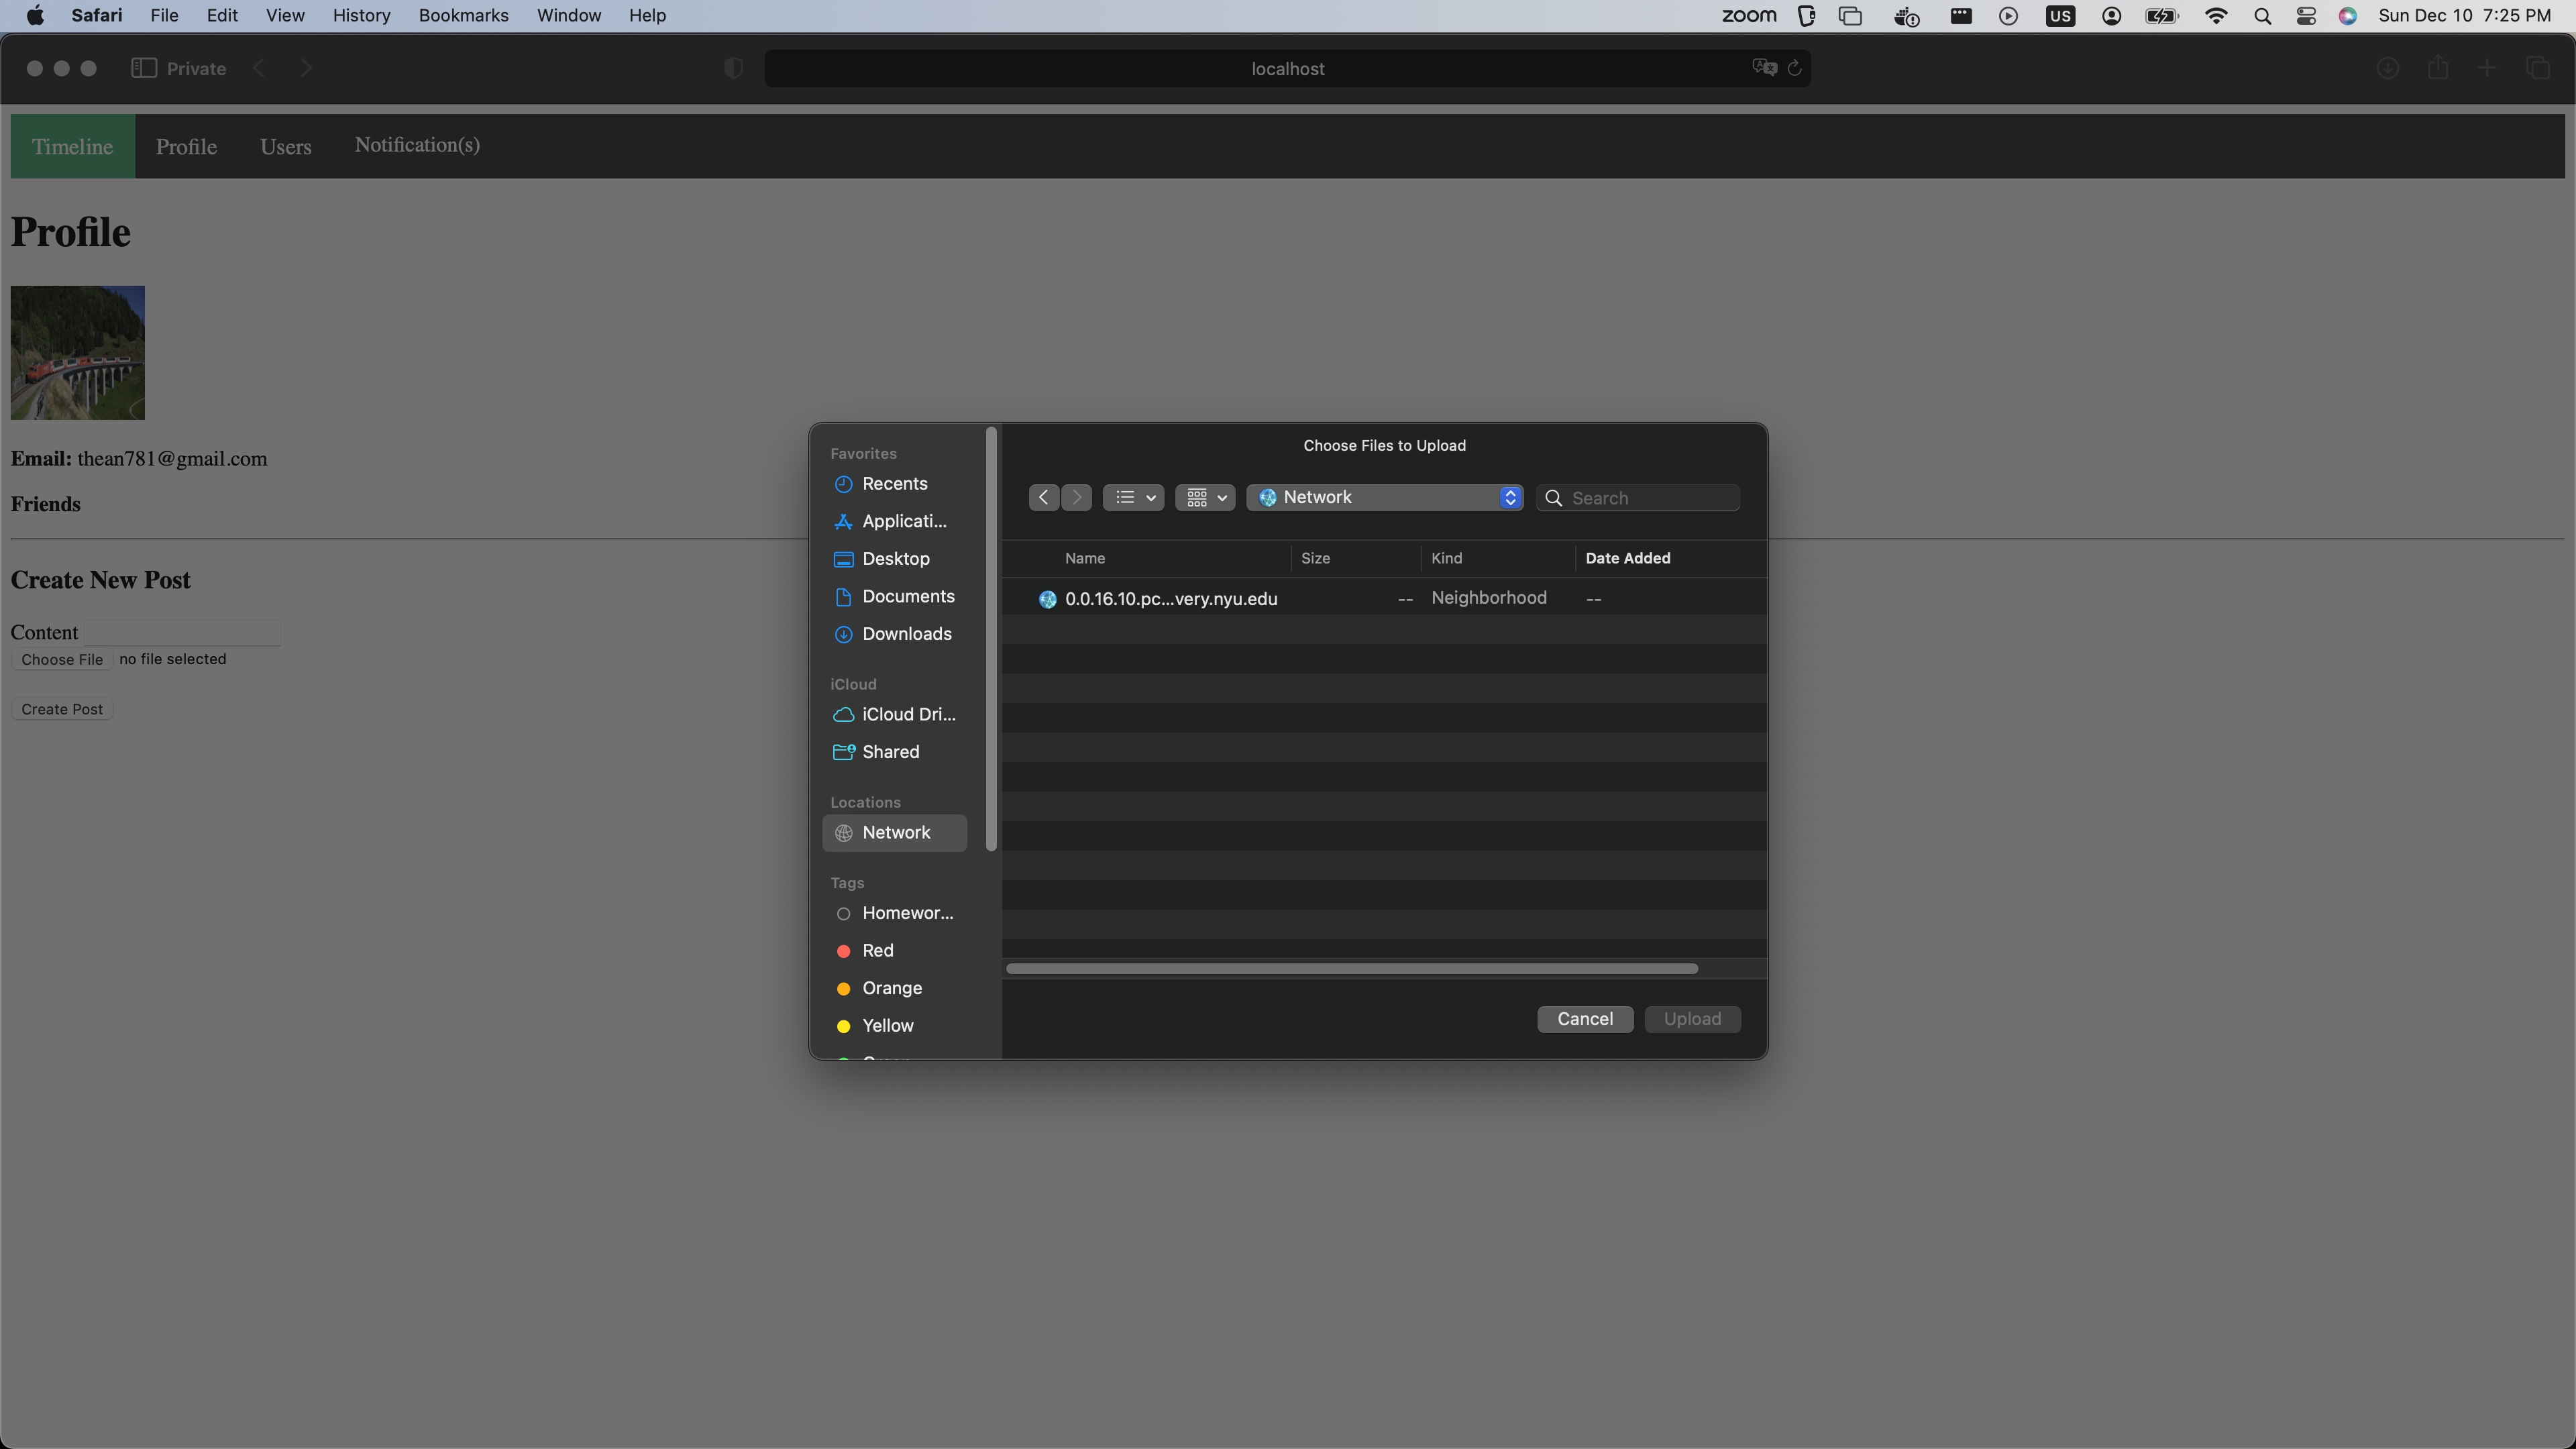 Safari File Edit View History Bookmarks Window Help zoom US Sun Dec 10 7:25 PM
Private localhost
Timeline Profile Users Notification(s)
Profile
Email: thean781@gmail.com
Friends
Create New Post
Content
Choose File no file selected
Create Post
Favorites
Recents
Applicati...
Desktop
Documents
Downloads
iCloud
iCloud Dri...
Shared
Locations
Network
Tags
Homewor...
Red
Orange
Yellow
Choose Files to Upload
Network Search
Name Size Kind Date Added
0.0.16.10.pc...very.nyu.edu -- Neighborhood --
Cancel Upload